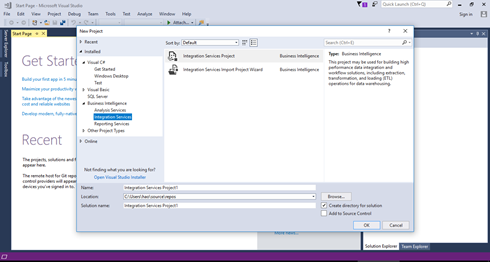 Start Page - Microsoft Visual Studio
Quick Launch (Ctrl+Q)
File Edit View Project Debug Team Tools Test Analyze Window Help
Sign in
Attach...
Server Explorer
Toolbox
Start Page
Get Started
Build your first app in 5 minu
Maximize your productivity
Take advantage of the newe
cost and reliable websites
Develop modern, fully-nativ
Recent
The projects, solutions and f
appear here.
The remote host for Git repo
control providers will appear
devices you've signed in to.
New Project
Recent
Installed
Visual C#
Get Started
Windows Desktop
Test
Visual Basic
SQL Server
Business Intelligence
Analysis Services
Integration Services
Reporting Services
Other Project Types
Online
Not finding what you are looking for?
Open Visual Studio Installer
Sort by: Default
Integration Services Project Business Intelligence
Integration Services Import Project Wizard Business Intelligence
Search (Ctrl+E)
Type: Business Intelligence
This project may be used for building high
performance data integration and
workflow solutions, including extraction,
transformation, and loading (ETL)
operations for data warehousing.
Name: Integration Services Project1
Location:
Browse...
Solution name: Integration Services Project1
Create directory for solution
Add to Source Control
OK Cancel
Solution Explorer Team Explorer